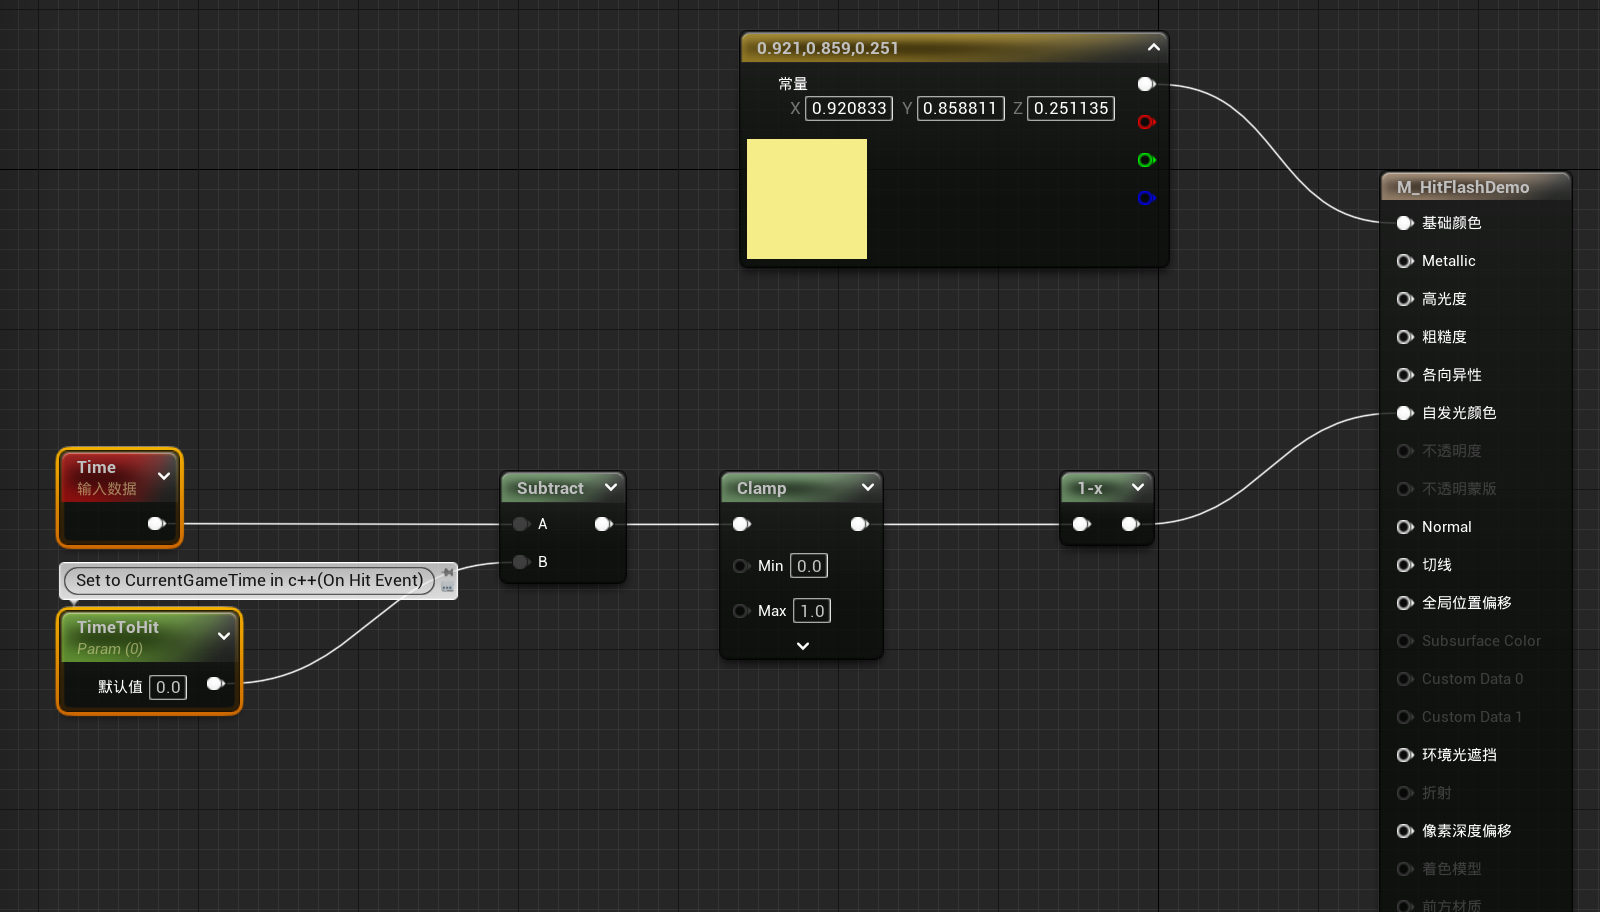 0.921,0.859,0.251
常量
X 0.920833 Y 0.858811 Z 0.251135
M_HitFlashDemo
基础颜色
Metallic
高光度
粗糙度
各向异性
自发光颜色
不透明度
不透明蒙版
Normal
切线
全局位置偏移
Subsurface Color
Custom Data 0
Custom Data 1
环境光遮挡
折射
像素深度偏移
着色模型
前方材质
Time
输入数据
Set to CurrentGameTime in c++(On Hit Event)
TimeToHit
Param (0)
默认值 0.0
Subtract
A
B
Clamp
Min 0.0
Max 1.0
1-x